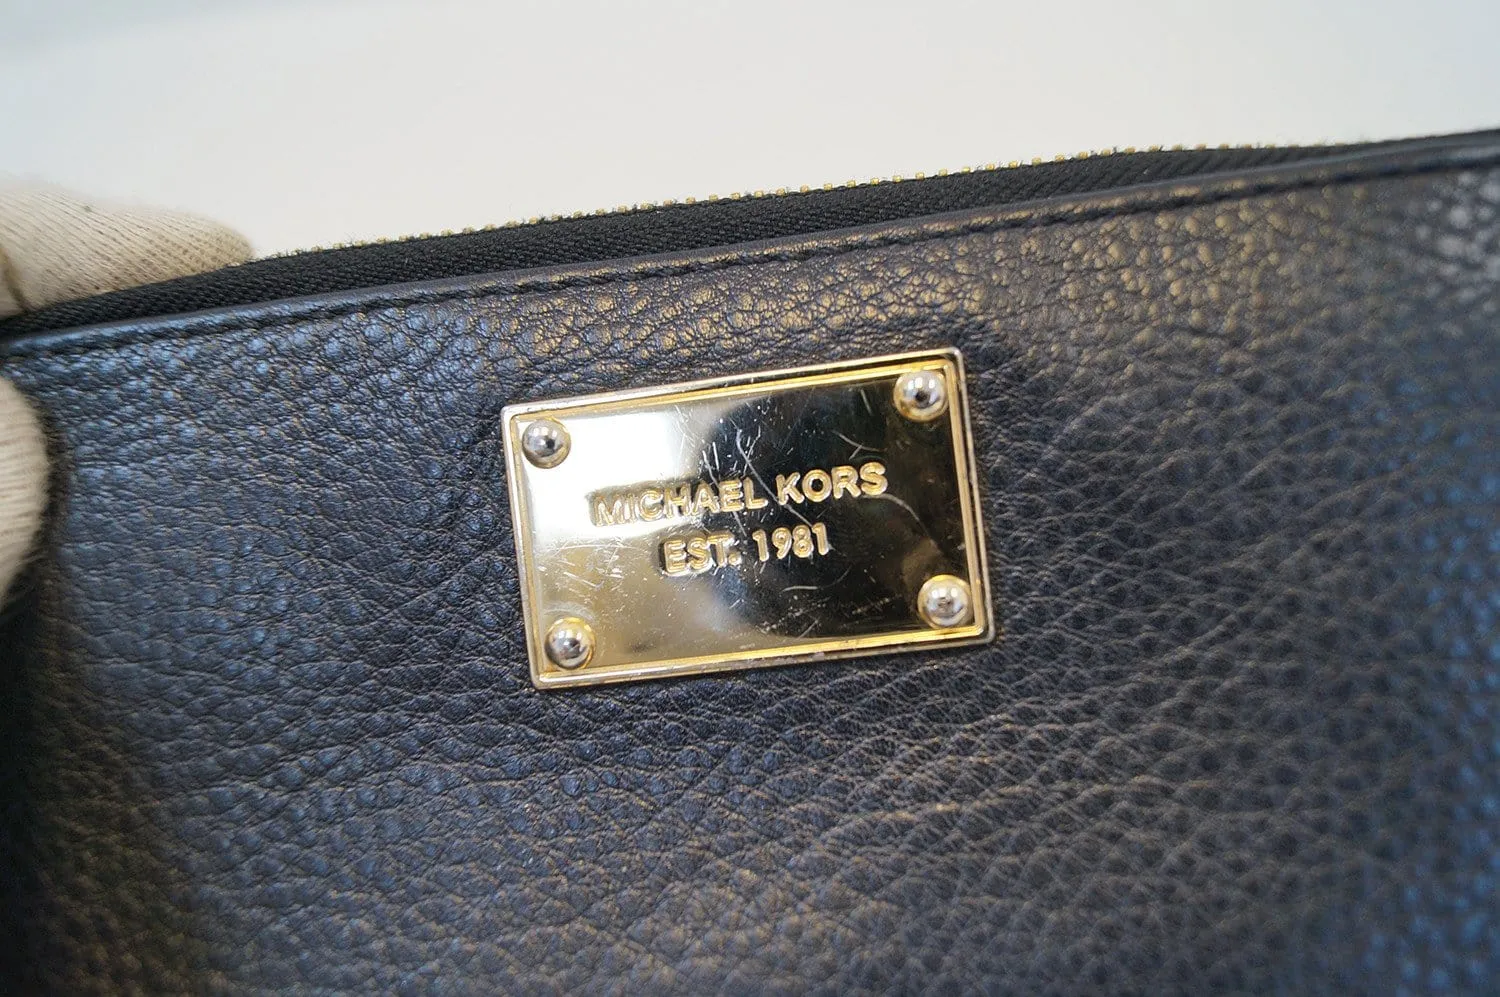 MICHAEL KORS
EST. 1981